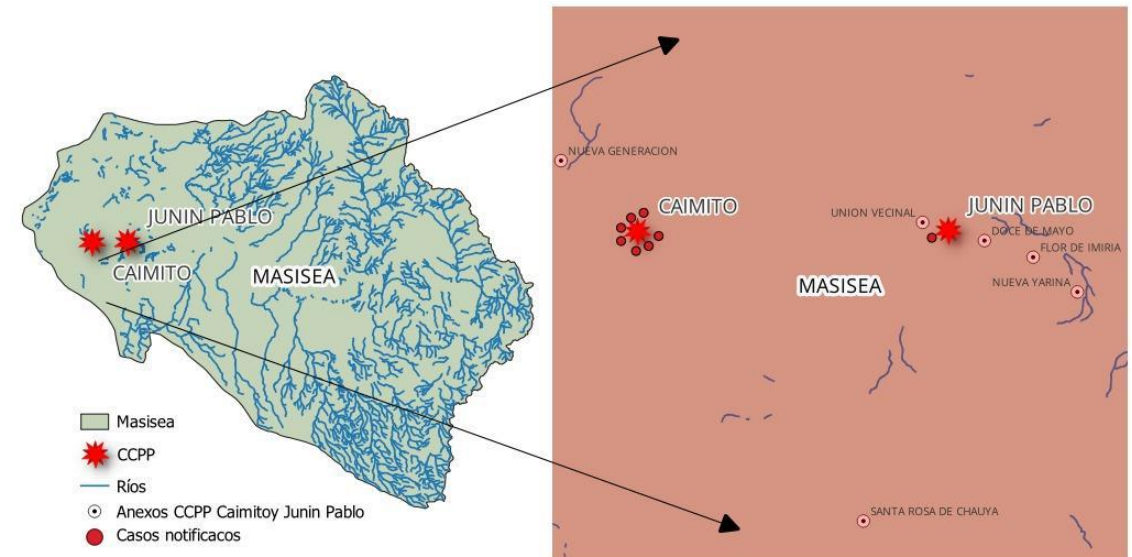 JUNIN PABLO
CAIMITO
MASISEA
Masisea
CCPP
Ríos
Anexos CCPP Caimitoy Junin Pablo
Casos notificacos
NUEVA GENERACION
CAIMITO
UNION VECINAL
JUNIN PABLO
DOCE DE MAYO
FLOR DE IMIRIA
NUEVA YARINA
MASISEA
SANTA ROSA DE CHAUYA